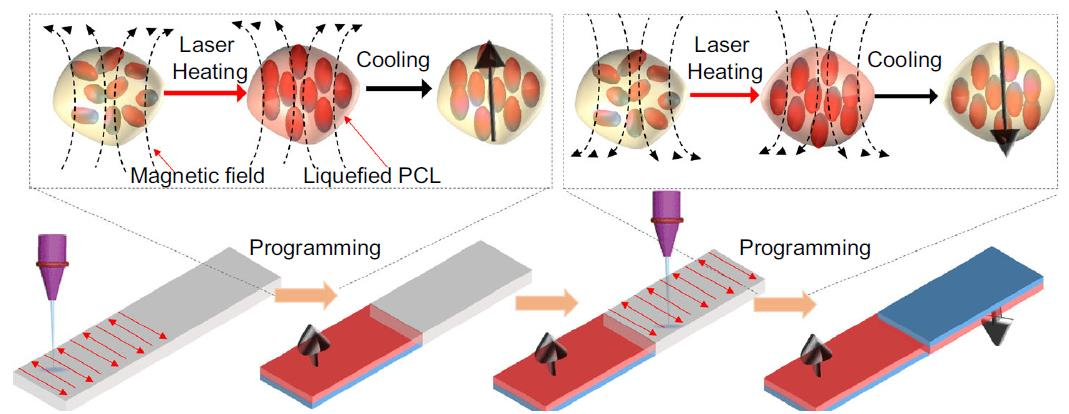 Laser
Heating
Cooling
Laser
Heating
Cooling
Magnetic field
Liquefied PCL
Programming
Programming